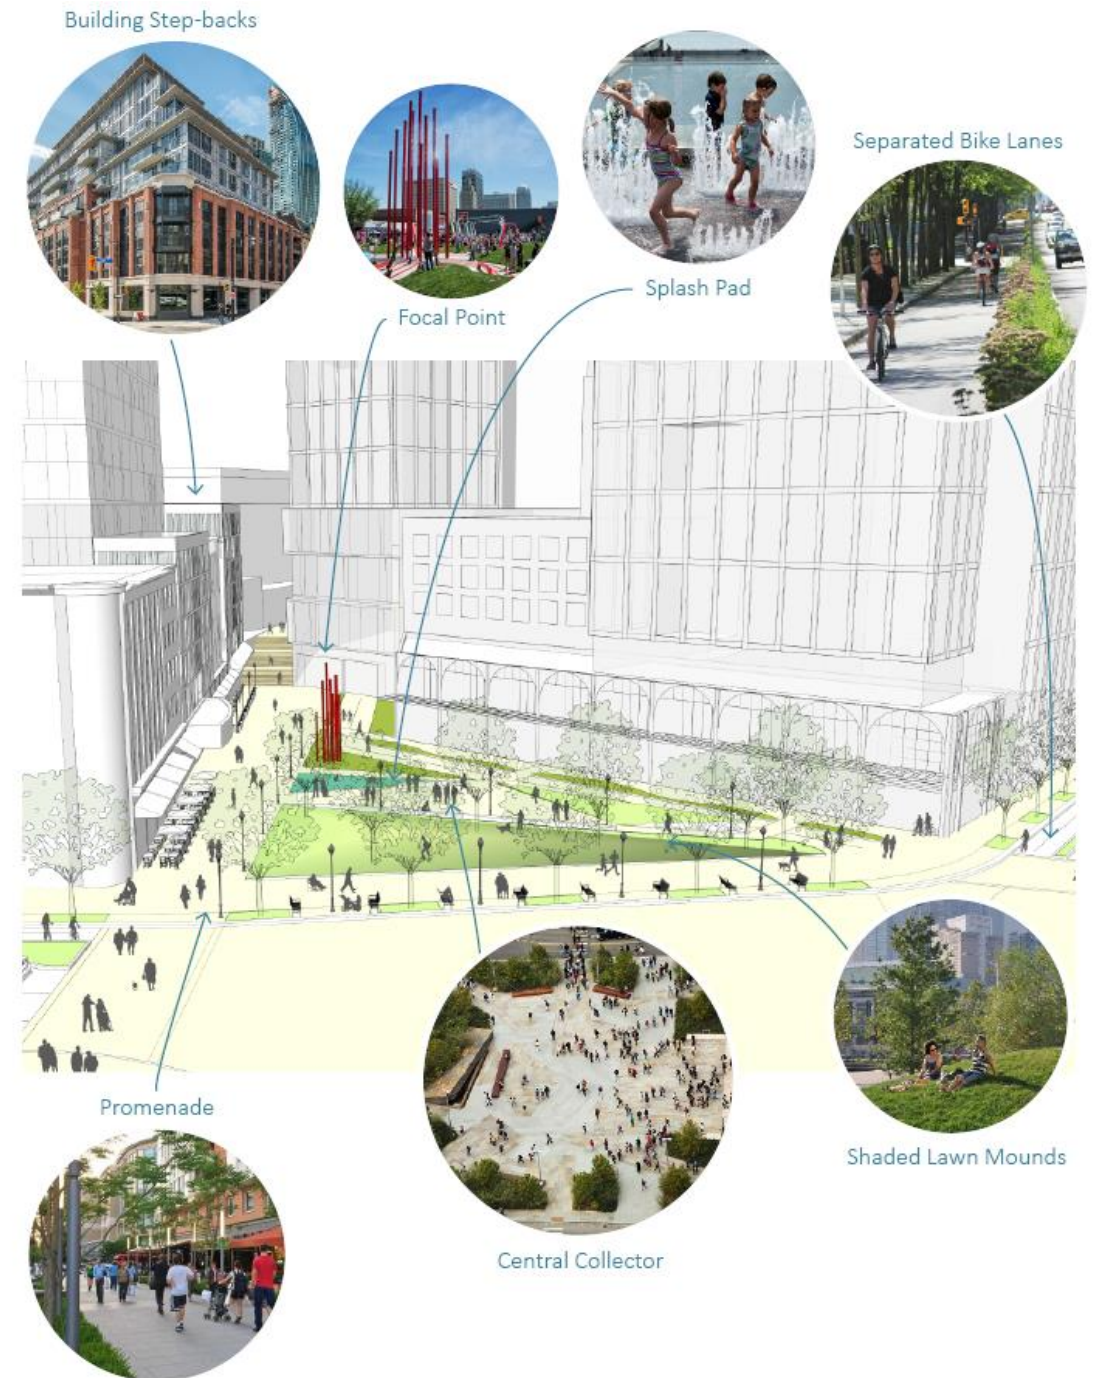 Building Step-backs
Separated Bike Lanes
Splash Pad
Focal Point
Promenade
Shaded Lawn Mounds
Central Collector